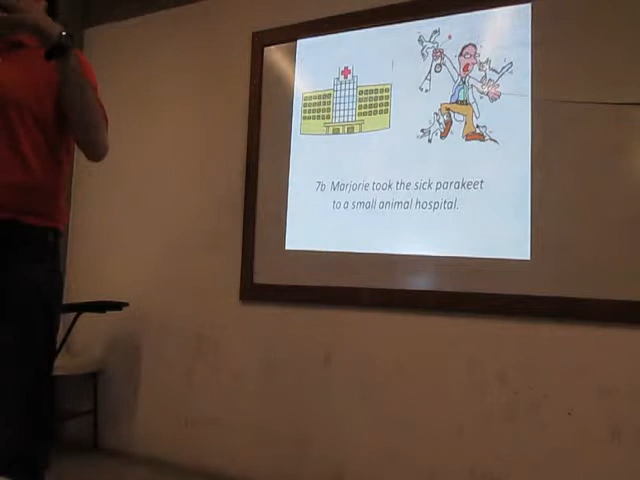 7b Marjorie took the sick parakeet
to a small animal hospital.